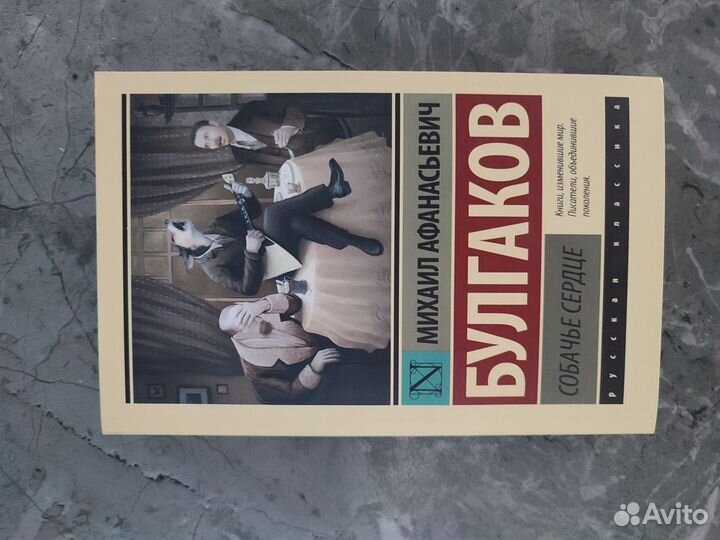 МИХАИЛ АФАНАСЬЕВИЧ
БУЛГАКОВ
Книги, изменившие мир.
Писатели, объединившие
поколения.
СОБАЧЬЕ СЕРДЦЕ
русская классика
Avito